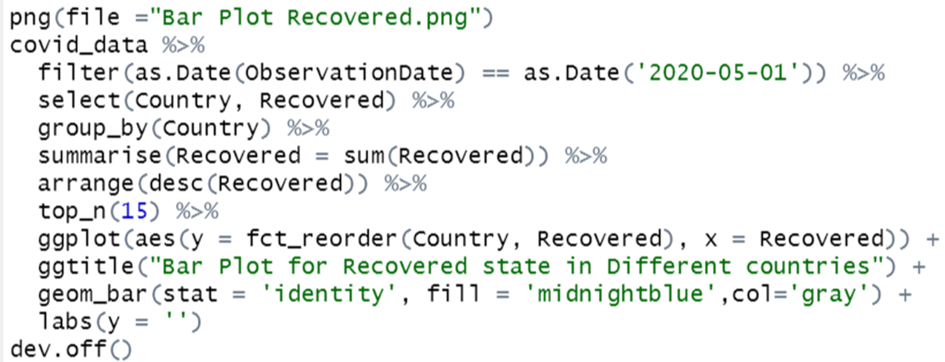 png(file ="Bar Plot Recovered.png")
covid_data %>%
  filter(as.Date(ObservationDate) == as.Date('2020-05-01')) %>%
  select(Country, Recovered) %>%
  group_by(Country) %>%
  summarise(Recovered = sum(Recovered)) %>%
  arrange(desc(Recovered)) %>%
  top_n(15) %>%
  ggplot(aes(y = fct_reorder(Country, Recovered), x = Recovered)) +
  ggtitle("Bar Plot for Recovered state in Different countries") +
  geom_bar(stat = 'identity', fill = 'midnightblue',col='gray') +
  labs(y = '')
dev.off()